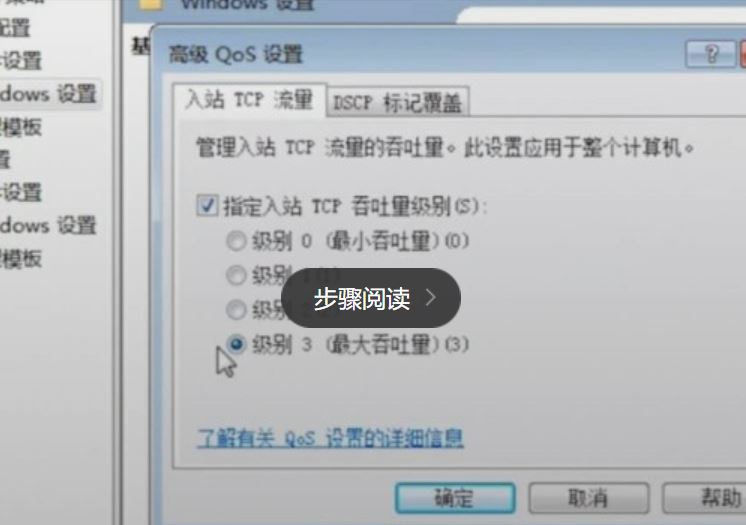 Windows 设置
配置
设置
dows 设置
模板
置
设置
dows 设置
模板
基
高级 QoS 设置
入站 TCP 流量
DSCP 标记覆盖
管理入站 TCP 流量的吞吐量。此设置应用于整个计算机。
指定入站 TCP 吞吐量级别(S):
级别 0 (最小吞吐量)(0)
级别
步骤阅读
级别
级别 3 (最大吞吐量)(3)
了解有关 QoS 设置的详细信息
确定
取消
帮助